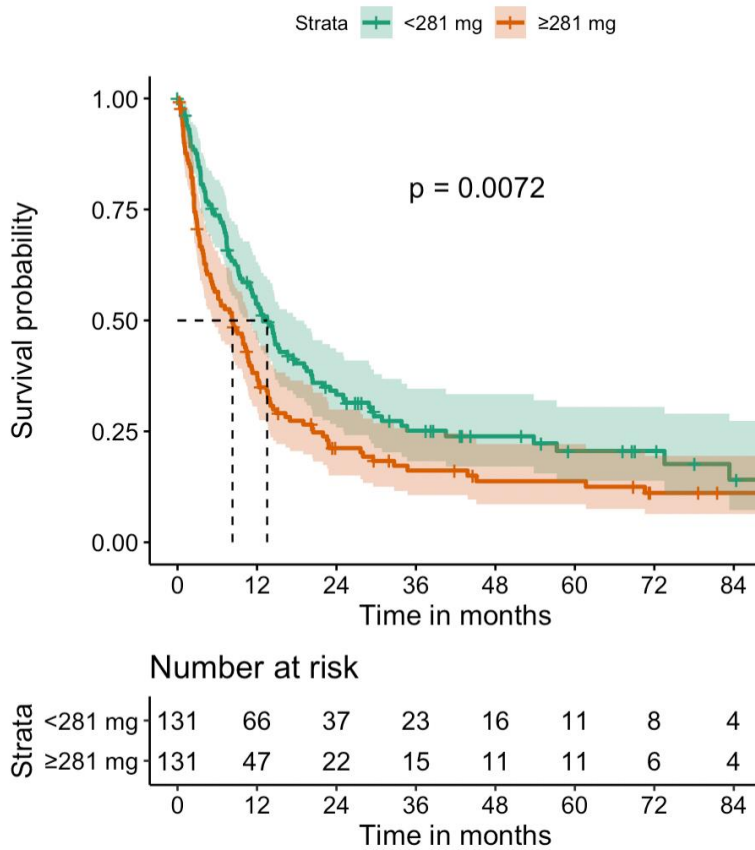 Strata <281 mg ≥281 mg
Survival probability
1.00
0.75
0.50
0.25
0.00
p = 0.0072
0 12 24 36 48 60 72 84
Time in months
Number at risk
Strata
<281 mg 131 66 37 23 16 11 8 4
≥281 mg 131 47 22 15 11 11 6 4
0 12 24 36 48 60 72 84
Time in months